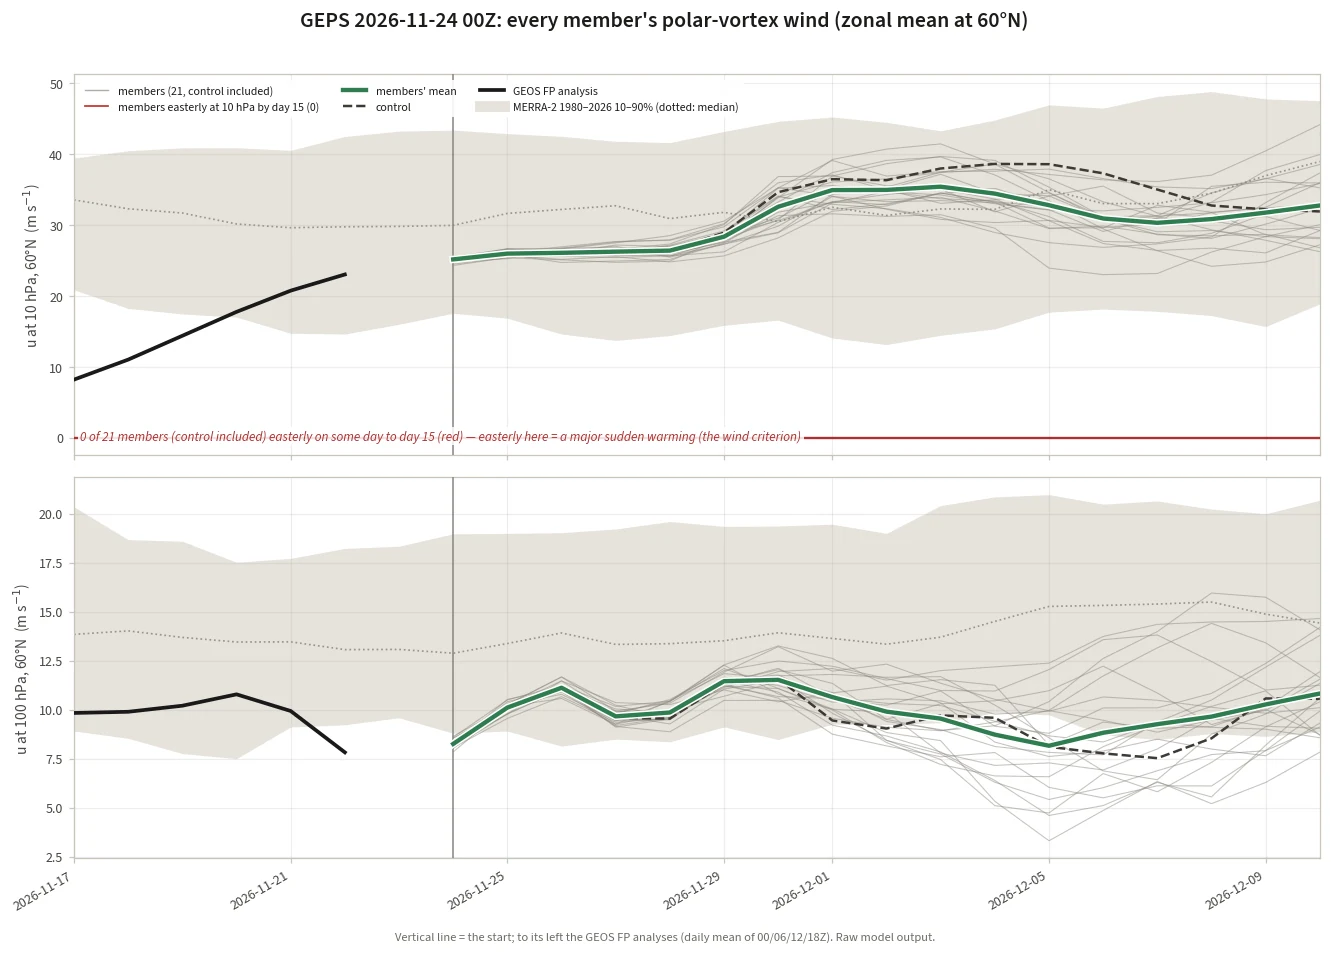 GEPS 2026-11-24 00Z: every member's polar-vortex wind (zonal mean at 60°N)
members (21, control included)
members easterly at 10 hPa by day 15 (0)
members' mean
control
GEOS FP analysis
MERRA-2 1980–2026 10–90% (dotted: median)
u at 10 hPa, 60°N (m s⁻¹)
50
40
30
20
10
0
0 of 21 members (control included) easterly on some day to day 15 (red) — easterly here = a major sudden warming (the wind criterion)
u at 100 hPa, 60°N (m s⁻¹)
20.0
17.5
15.0
12.5
10.0
7.5
5.0
2.5
2026-11-17
2026-11-21
2026-11-25
2026-11-29
2026-12-01
2026-12-05
2026-12-09
Vertical line = the start; to its left the GEOS FP analyses (daily mean of 00/06/12/18Z). Raw model output.